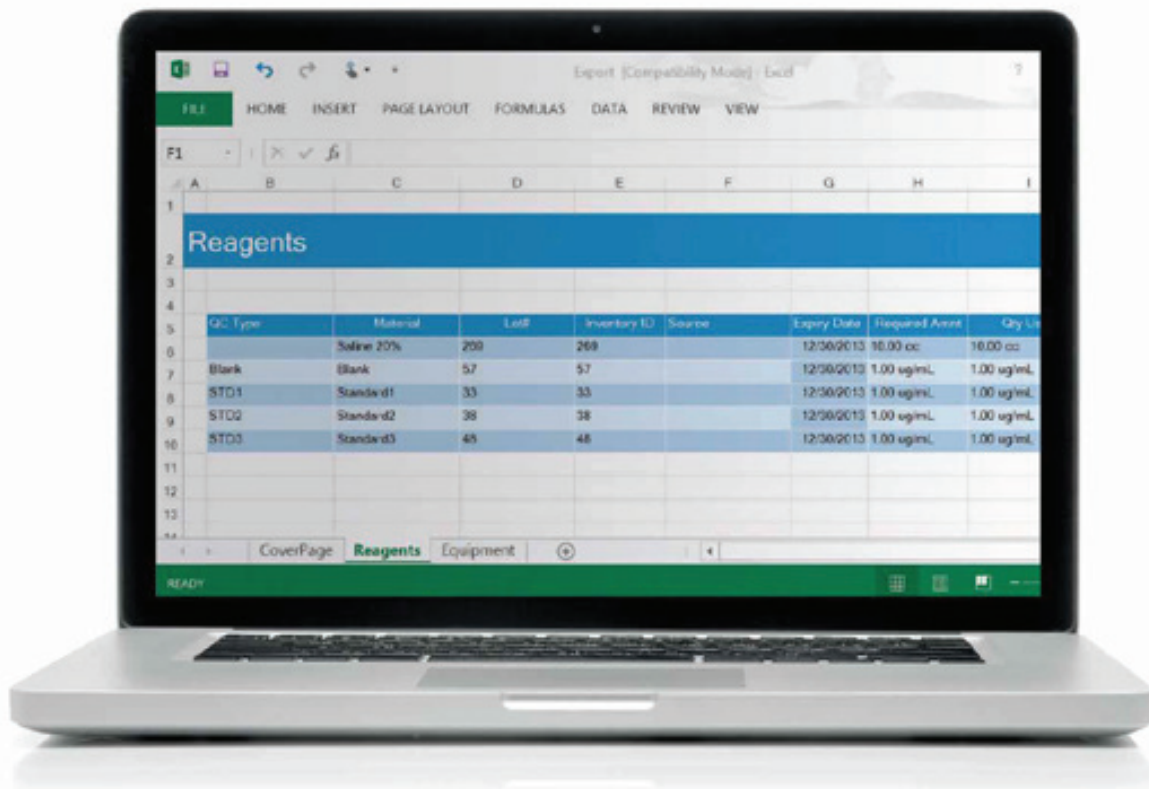 Export [Compatibility Mode] - Excel ?
FILE HOME INSERT PAGE LAYOUT FORMULAS DATA REVIEW VIEW
F1 fx
A B C D E F G H I
1
2 Reagents
3
4
5 QC Type Material Lot# Inventory ID Source Expiry Date Required Amnt Qty Us
6 Saline 20% 12/30/2013 10.00 cc 10.00 cc
7 Blank Blank 57 57 12/30/2013 1.00 ug/mL 1.00 ug/mL
8 STD1 Standard1 33 33 12/30/2013 1.00 ug/mL 1.00 ug/mL
9 STD2 Standard2 38 38 12/30/2013 1.00 ug/mL 1.00 ug/mL
10 STD3 Standard3 48 48 12/30/2013 1.00 ug/mL 1.00 ug/mL
11
12
13
14
CoverPage Reagents Equipment
READY